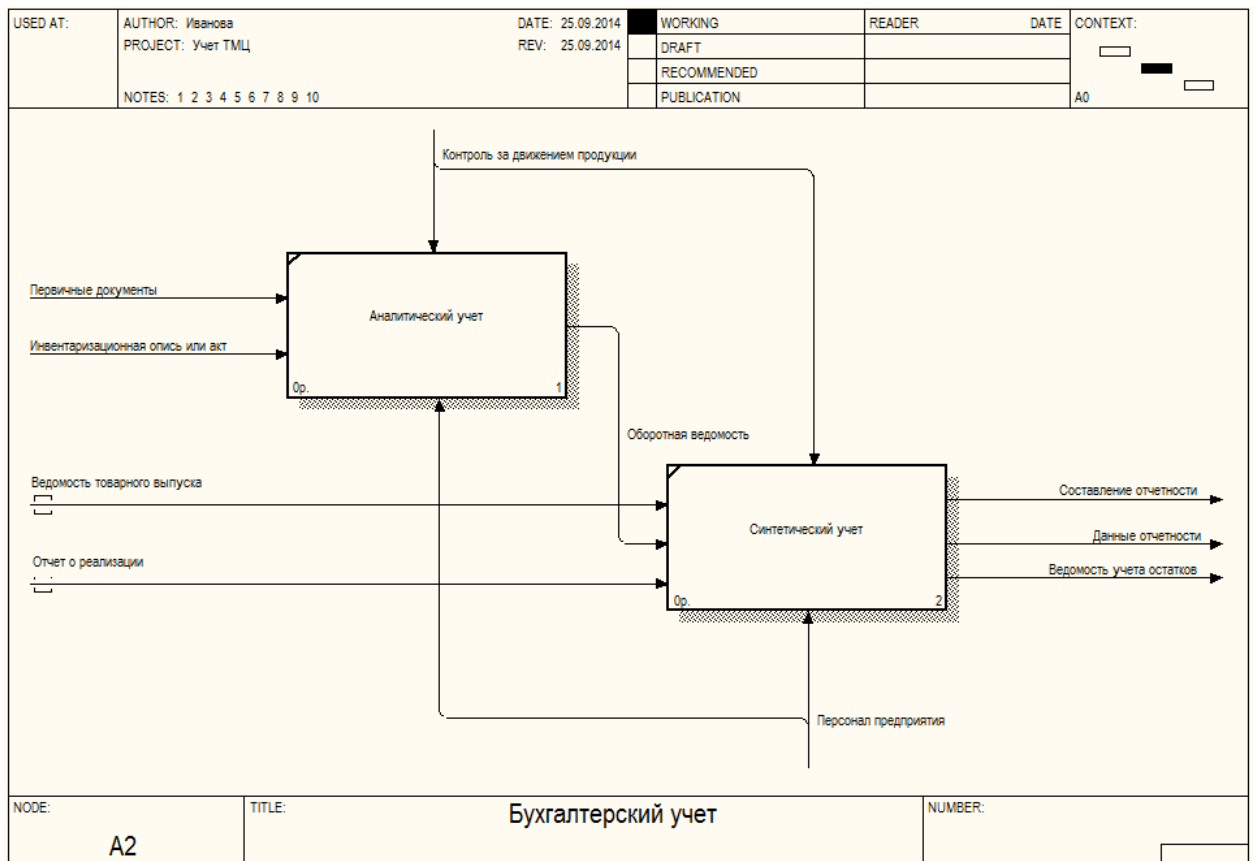 USED AT:
AUTHOR: Иванова
DATE: 25.09.2014
PROJECT: Учет ТМЦ
REV: 25.09.2014
NOTES: 1 2 3 4 5 6 7 8 9 10
WORKING
DRAFT
RECOMMENDED
PUBLICATION
READER
DATE
CONTEXT:
A0
Контроль за движением продукции
Первичные документы
Инвентаризационная опись или акт
Аналитический учет
0р.
1
Оборотная ведомость
Ведомость товарного выпуска
Отчет о реализации
Синтетический учет
0р.
2
Составление отчетности
Данные отчетности
Ведомость учета остатков
Персонал предприятия
NODE:
A2
TITLE:
Бухгалтерский учет
NUMBER: